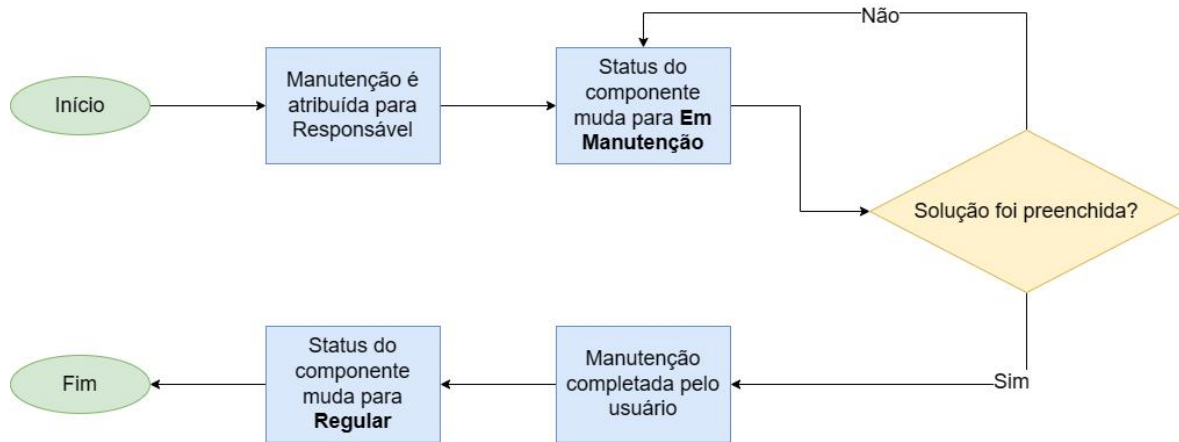 Não
Início
Manutenção é
atribuída para
Responsável
Status do
componente
muda para Em
Manutenção
Solução foi preenchida?
Sim
Manutenção
completada pelo
usuário
Status do
componente
muda para
Regular
Fim